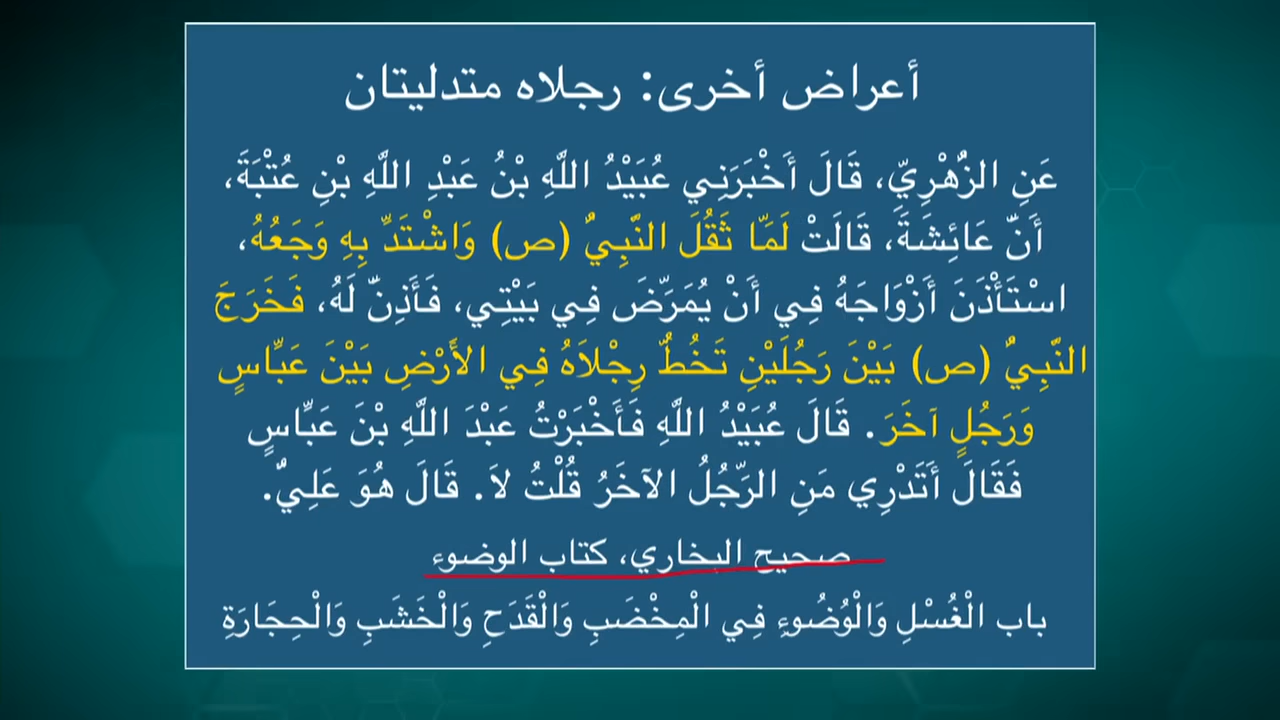 أعراض أخرى: رجلاه متدليتان
عَنِ الزُّهْرِيِّ، قَالَ أَخْبَرَنِي عُبَيْدُ اللَّهِ بْنُ عَبْدِ اللَّهِ بْنِ عُتْبَةَ،
أَنَّ عَائِشَةَ، قَالَتْ لَمَّا ثَقُلَ النَّبِيُّ (ص) وَاشْتَدَّ بِهِ وَجَعُهُ،
اسْتَأْذَنَ أَزْوَاجَهُ فِي أَنْ يُمَرَّضَ فِي بَيْتِي، فَأَذِنَّ لَهُ، فَخَرَجَ
النَّبِيُّ (ص) بَيْنَ رَجُلَيْنِ تَخُطُّ رِجْلاَهُ فِي الأَرْضِ بَيْنَ عَبَّاسٍ
وَرَجُلٍ آخَرَ. قَالَ عُبَيْدُ اللَّهِ فَأَخْبَرْتُ عَبْدَ اللَّهِ بْنَ عَبَّاسٍ
فَقَالَ أَتَدْرِي مَنِ الرَّجُلُ الآخَرُ قُلْتُ لاَ. قَالَ هُوَ عَلِيٌّ.
صحيح البخاري، كتاب الوضوء
باب الْغُسْلِ وَالْوُضُوءِ فِي الْمِخْضَبِ وَالْقَدَحِ وَالْخَشَبِ وَالْحِجَارَةِ